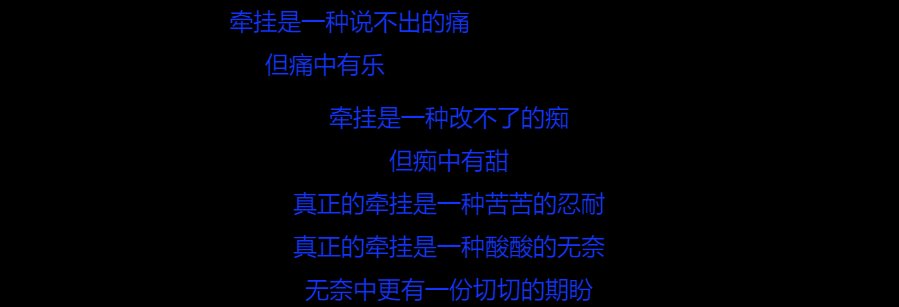 牵挂是一种说不出的痛
但痛中有乐
牵挂是一种改不了的痴
但痴中有甜
真正的牵挂是一种苦苦的忍耐
真正的牵挂是一种酸酸的无奈
无奈中更有一份切切的期盼